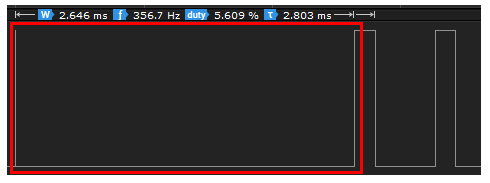 W 2.646 ms f 356.7 Hz duty 5.609 % τ 2.803 ms